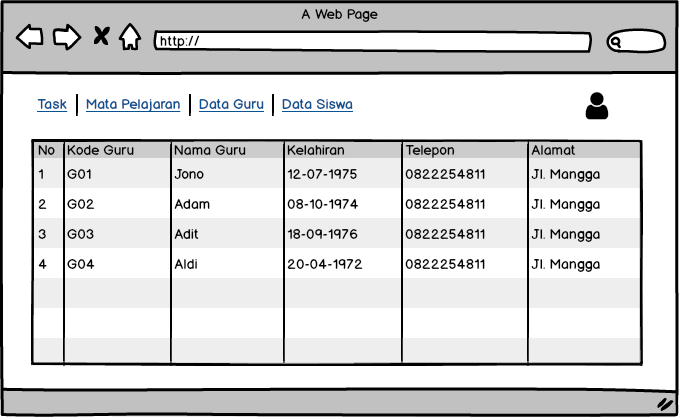 A Web Page
http://
Task Mata Pelajaran Data Guru Data Siswa
No Kode Guru Nama Guru Kelahiran Telepon Alamat
1 G01 Jono 12-07-1975 0822254811 Jl. Mangga
2 G02 Adam 08-10-1974 0822254811 Jl. Mangga
3 G03 Adit 18-09-1976 0822254811 Jl. Mangga
4 G04 Aldi 20-04-1972 0822254811 Jl. Mangga